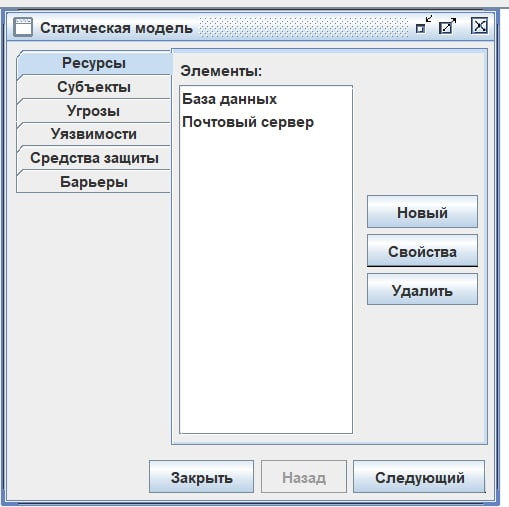 Статическая модель
Ресурсы
Субъекты
Угрозы
Уязвимости
Средства защиты
Барьеры
Элементы:
База данных
Почтовый сервер
Новый
Свойства
Удалить
Закрыть
Назад
Следующий